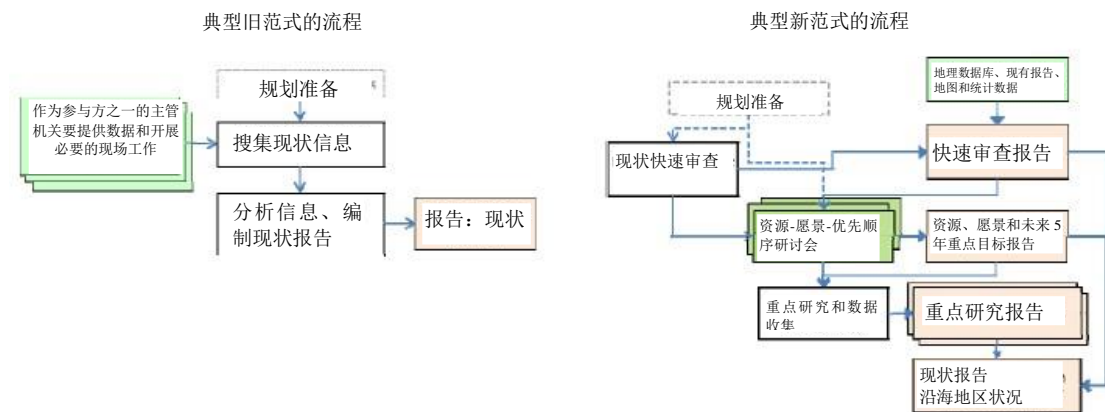 典型旧范式的流程
规划准备
作为参与方之一的主管
机关要提供数据和开展
必要的现场工作
搜集现状信息
分析信息、编
制现状报告
报告：现状
典型新范式的流程
地理数据库、现有报告、
地图和统计数据
规划准备
现状快速审查
快速审查报告
资源-愿景-优先顺
序研讨会
资源、愿景和未来 5
年重点目标报告
重点研究和数据
收集
重点研究报告
现状报告
沿海地区状况